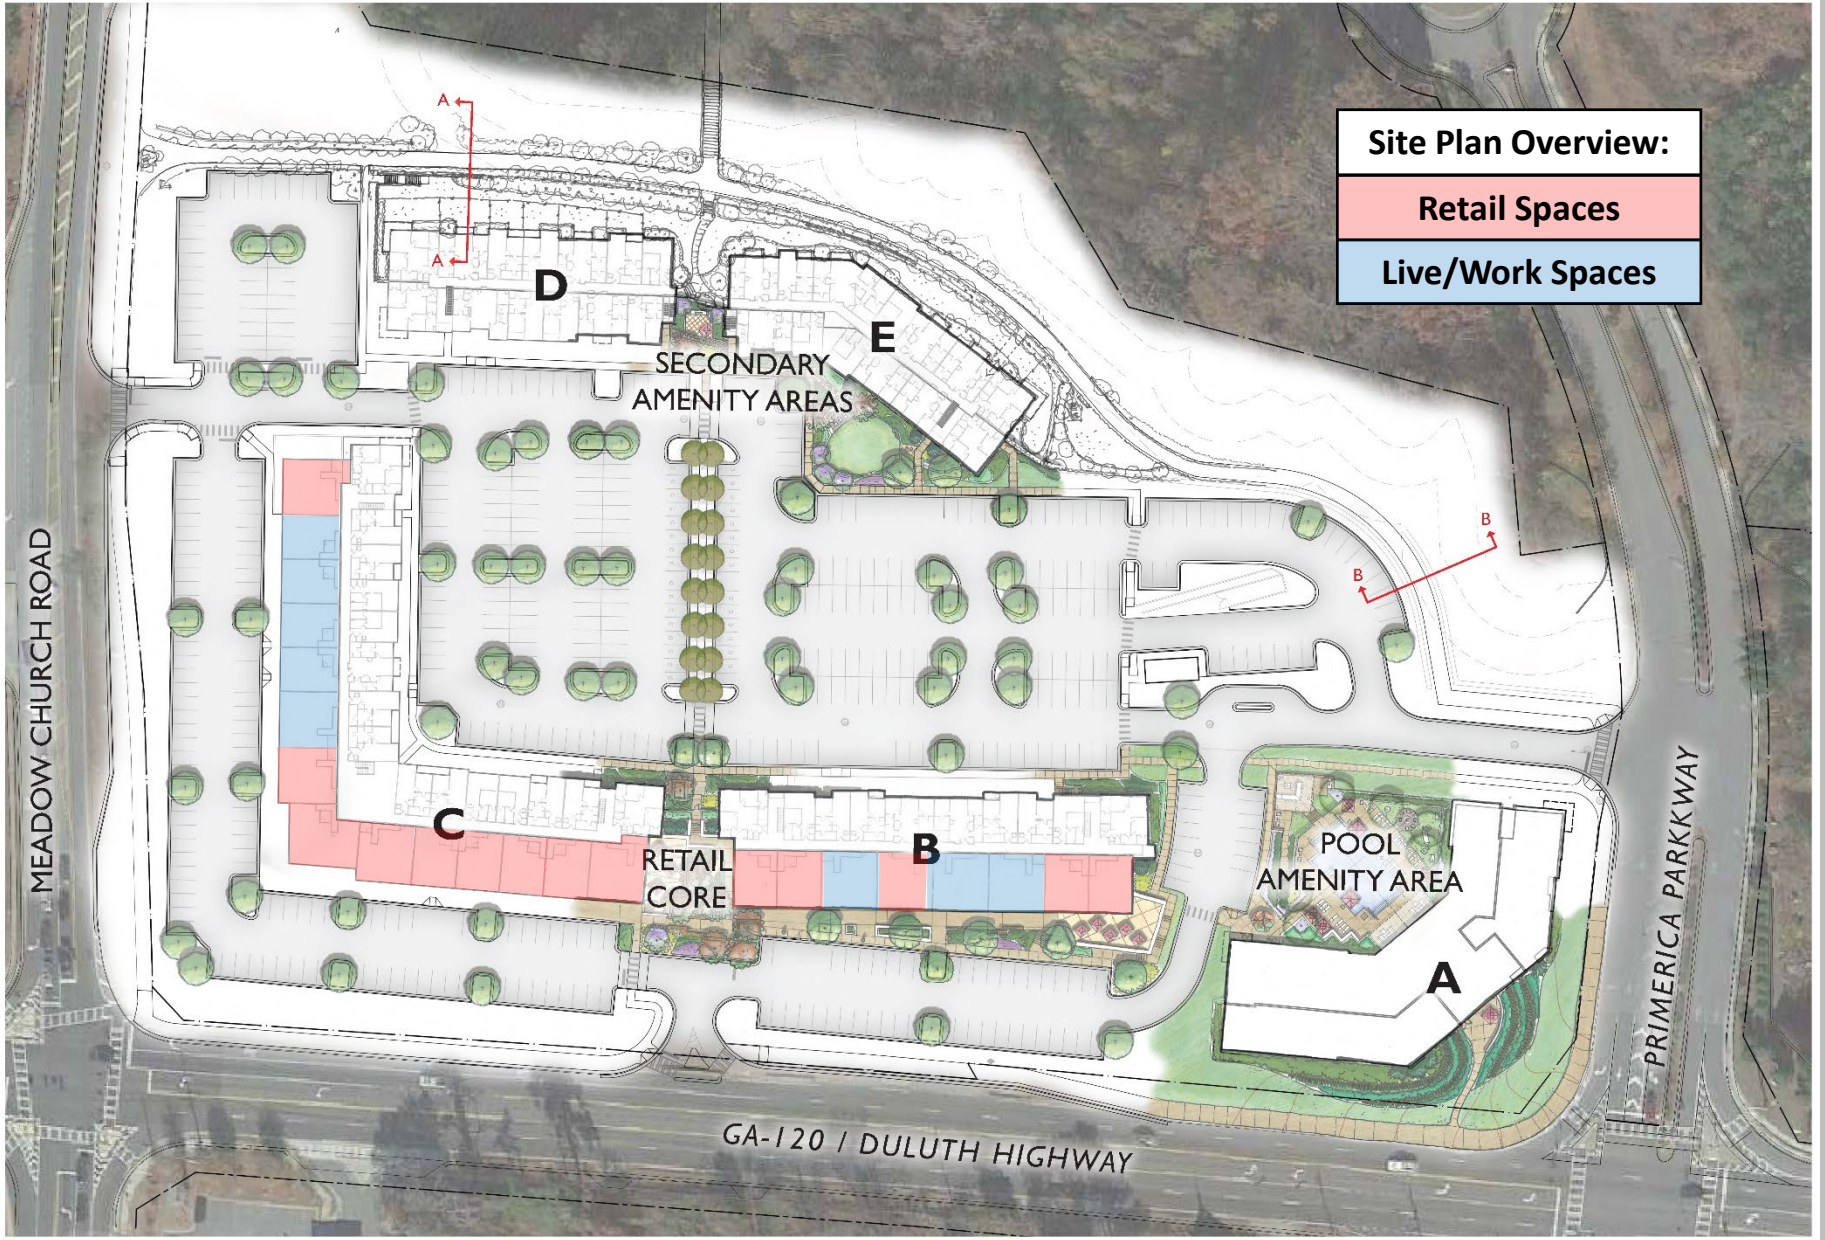 A
Site Plan Overview:
Retail Spaces
Live/Work Spaces
A
D
E
SECONDARY
AMENITY AREAS
B
B
MEADOW CHURCH ROAD
C
B
RETAIL
CORE
POOL
AMENITY AREA
A
PRIMERICA PARKKWAY
GA-120 / DULUTH HIGHWAY